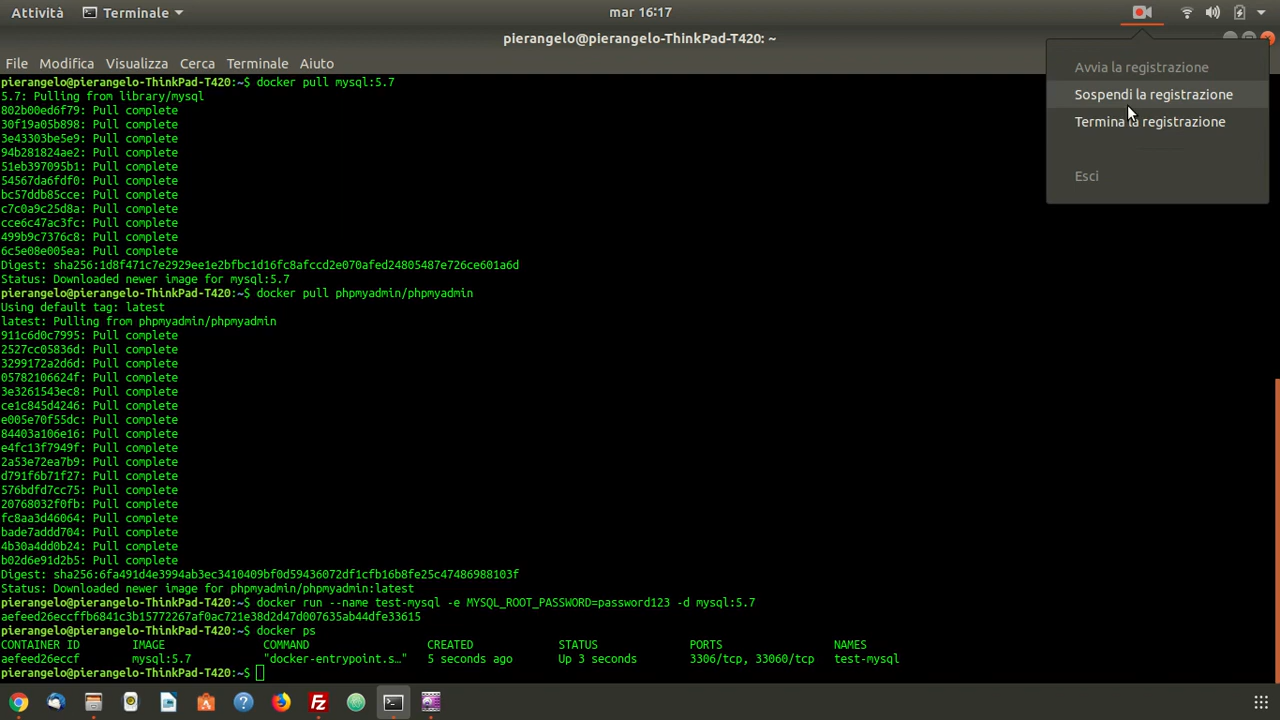 Attività
Terminale
mar 16:17
pierangelo@pierangelo-ThinkPad-T420: ~
File Modifica Visualizza Cerca Terminale Aiuto
Avvia la registrazione
Sospendi la registrazione
Termina la registrazione
Esci
pierangelo@pierangelo-ThinkPad-T420:~$ docker pull mysql:5.7
5.7: Pulling from library/mysql
802b00ed6f79: Pull complete
30f19a05b898: Pull complete
3e43303be5e9: Pull complete
94b281824ae2: Pull complete
51eb397095b1: Pull complete
54567da6fdf0: Pull complete
bc57ddb85cce: Pull complete
c7c0a9c25d8a: Pull complete
cce6c47ac3fc: Pull complete
499b9c7376c8: Pull complete
6c5e08e005ea: Pull complete
Digest: sha256:1d8f471c7e2929ee1e2bfbc1d16fc8afccd2e070afed24805487e726ce601a6d
Status: Downloaded newer image for mysql:5.7
pierangelo@pierangelo-ThinkPad-T420:~$ docker pull phpmyadmin/phpmyadmin
Using default tag: latest
latest: Pulling from phpmyadmin/phpmyadmin
911c6d0c7995: Pull complete
2527cc05836d: Pull complete
3299172a2d6d: Pull complete
05782106624f: Pull complete
3e3261543ec8: Pull complete
ce1c845d4246: Pull complete
e005e70f55dc: Pull complete
84403a106e16: Pull complete
e4fc13f7949f: Pull complete
2a53e72ea7b9: Pull complete
d791f6b71f27: Pull complete
576bdfd7cc75: Pull complete
20768032f0fb: Pull complete
fc8aa3d46064: Pull complete
bade7addd704: Pull complete
4b30a4dd0b24: Pull complete
b02d6e91d2b5: Pull complete
Digest: sha256:6fa491d4e3994ab3ec3410409bf0d59436072df1cfb16b8fe25c47486988103f
Status: Downloaded newer image for phpmyadmin/phpmyadmin:latest
pierangelo@pierangelo-ThinkPad-T420:~$ docker run --name test-mysql -e MYSQL_ROOT_PASSWORD=password123 -d mysql:5.7
aefeed26eccffb6841c3b15772267af0ac721e38d2d47d007635ab44dfe33615
pierangelo@pierangelo-ThinkPad-T420:~$ docker ps
CONTAINER ID IMAGE COMMAND CREATED STATUS PORTS NAMES
aefeed26eccf mysql:5.7 "docker-entrypoint.s…" 5 seconds ago Up 3 seconds 3306/tcp, 33060/tcp test-mysql
pierangelo@pierangelo-ThinkPad-T420:~$